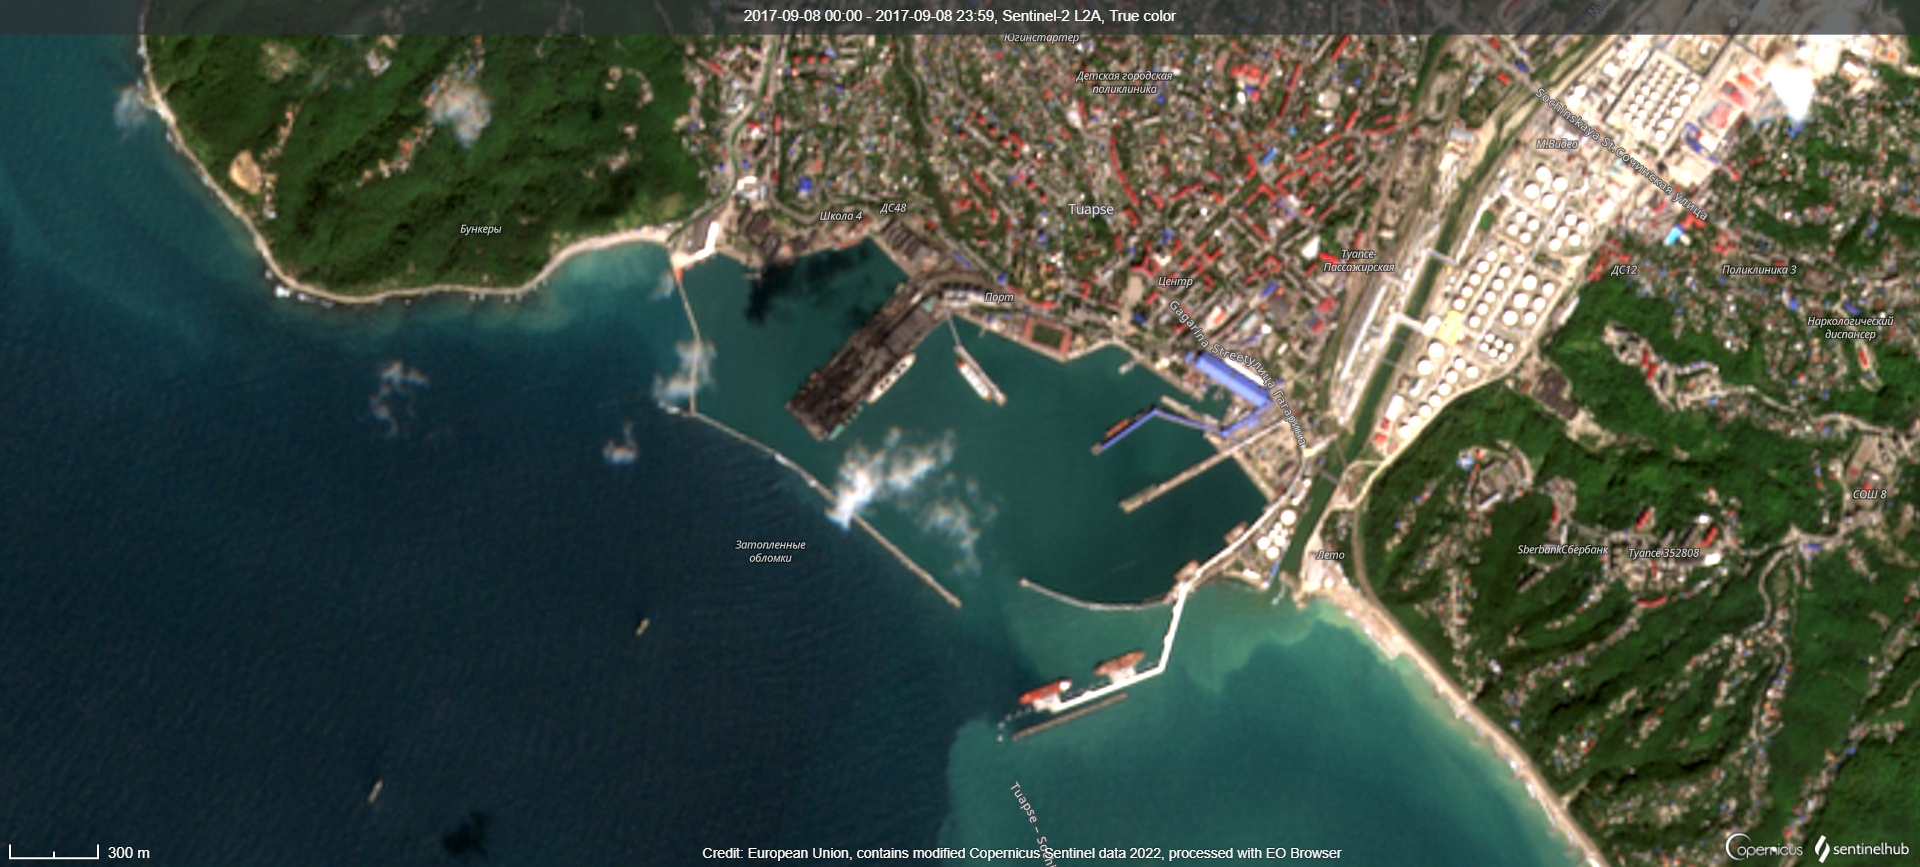 2017-09-08 00:00 - 2017-09-08 23:59, Sentinel-2 L2A, True color
Югинстартер
Детская городская
поликлиника
Sochinskaya St.Сочинская улица
М.Видео
Школа 4
ДС48
Tuapse
Бункеры
Туапсе-
Пассажирская
ДС12
Поликлиника 3
Центр
Порт
Gagarina Streetулица Гагарина
Наркологический
диспансер
СОШ 8
Затопленные
обломки
Лето
SberbankСбербанк
Туапсе 352808
Tuapse – Sochi
300 m
Credit: European Union, contains modified Copernicus Sentinel data 2022, processed with EO Browser
Copernicus
sentinelhub